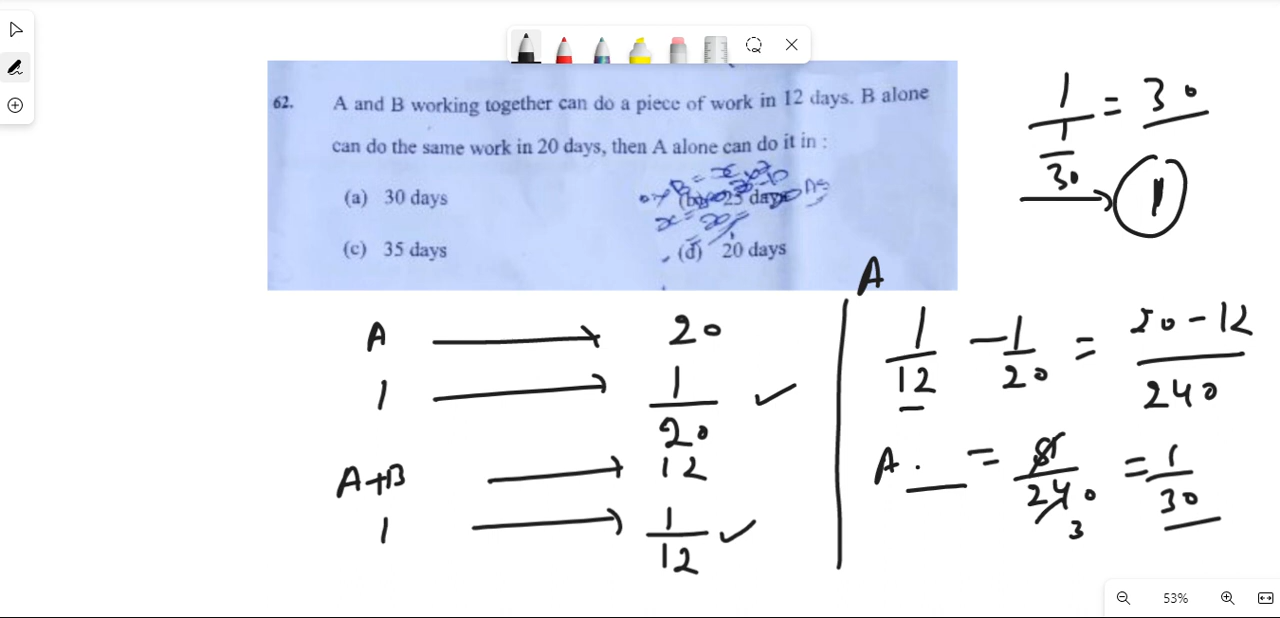 62. A and B working together can do a piece of work in 12 days. B alone
can do the same work in 20 days, then A alone can do it in :
(a) 30 days (b) 25 days
(c) 35 days (d) 20 days
1 / 1/30 = 30
1
A → 20
1 → 1/20 ✓
A+B → 12
1 → 1/12 ✓
A
1/12 - 1/20 = 20-12/240
A. = 8/240 = 1/30
3
53%